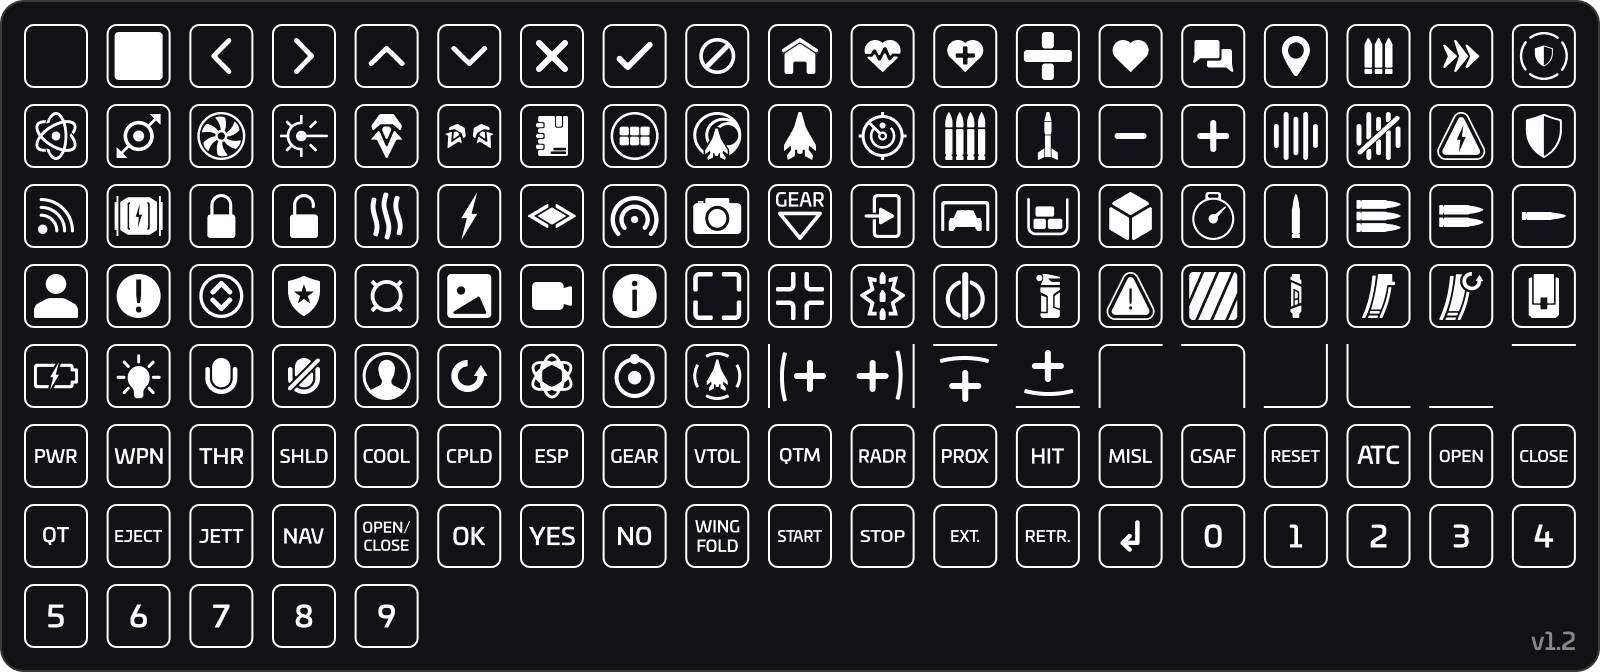 GEAR
PWR WPN THR SHLD COOL CPLD ESP GEAR VTOL QTM RADR PROX HIT MISL GSAF RESET ATC OPEN CLOSE
QT EJECT JETT NAV OPEN/ CLOSE OK YES NO WING FOLD START STOP EXT. RETR. 0 1 2 3 4
5 6 7 8 9
v1.2